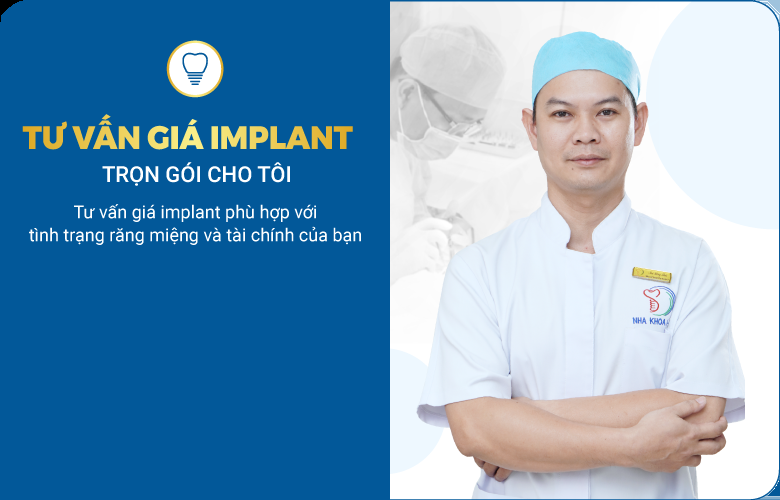 TƯ VẤN GIÁ IMPLANT
TRỌN GÓI CHO TÔI
Tư vấn giá implant phù hợp với
tình trạng răng miệng và tài chính của bạn
NHA KHOA